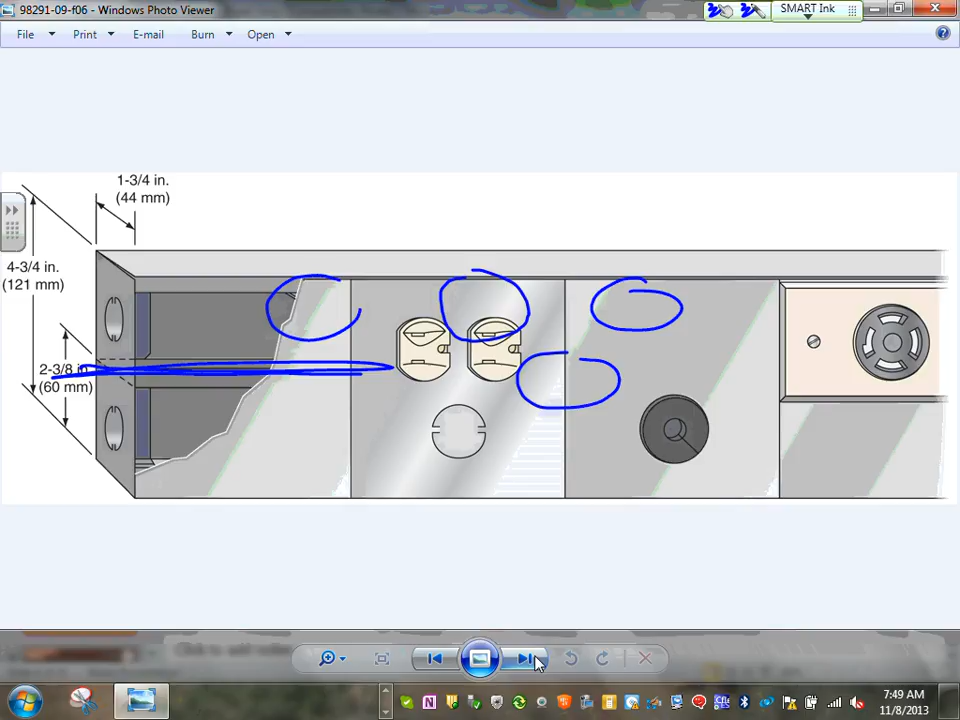 98291-09-f06 - Windows Photo Viewer
SMART Ink
File Print E-mail Burn Open
1-3/4 in.
(44 mm)
4-3/4 in.
(121 mm)
2-3/8 in
(60 mm)
7:49 AM
11/8/2013